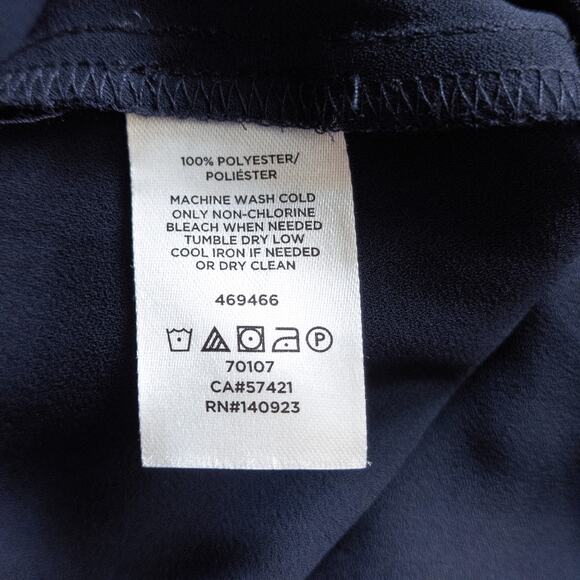 100% POLYESTER/
POLIÉSTER
MACHINE WASH COLD
ONLY NON-CHLORINE
BLEACH WHEN NEEDED
TUMBLE DRY LOW
COOL IRON IF NEEDED
OR DRY CLEAN
469466
P
70107
CA#57421
RN#140923